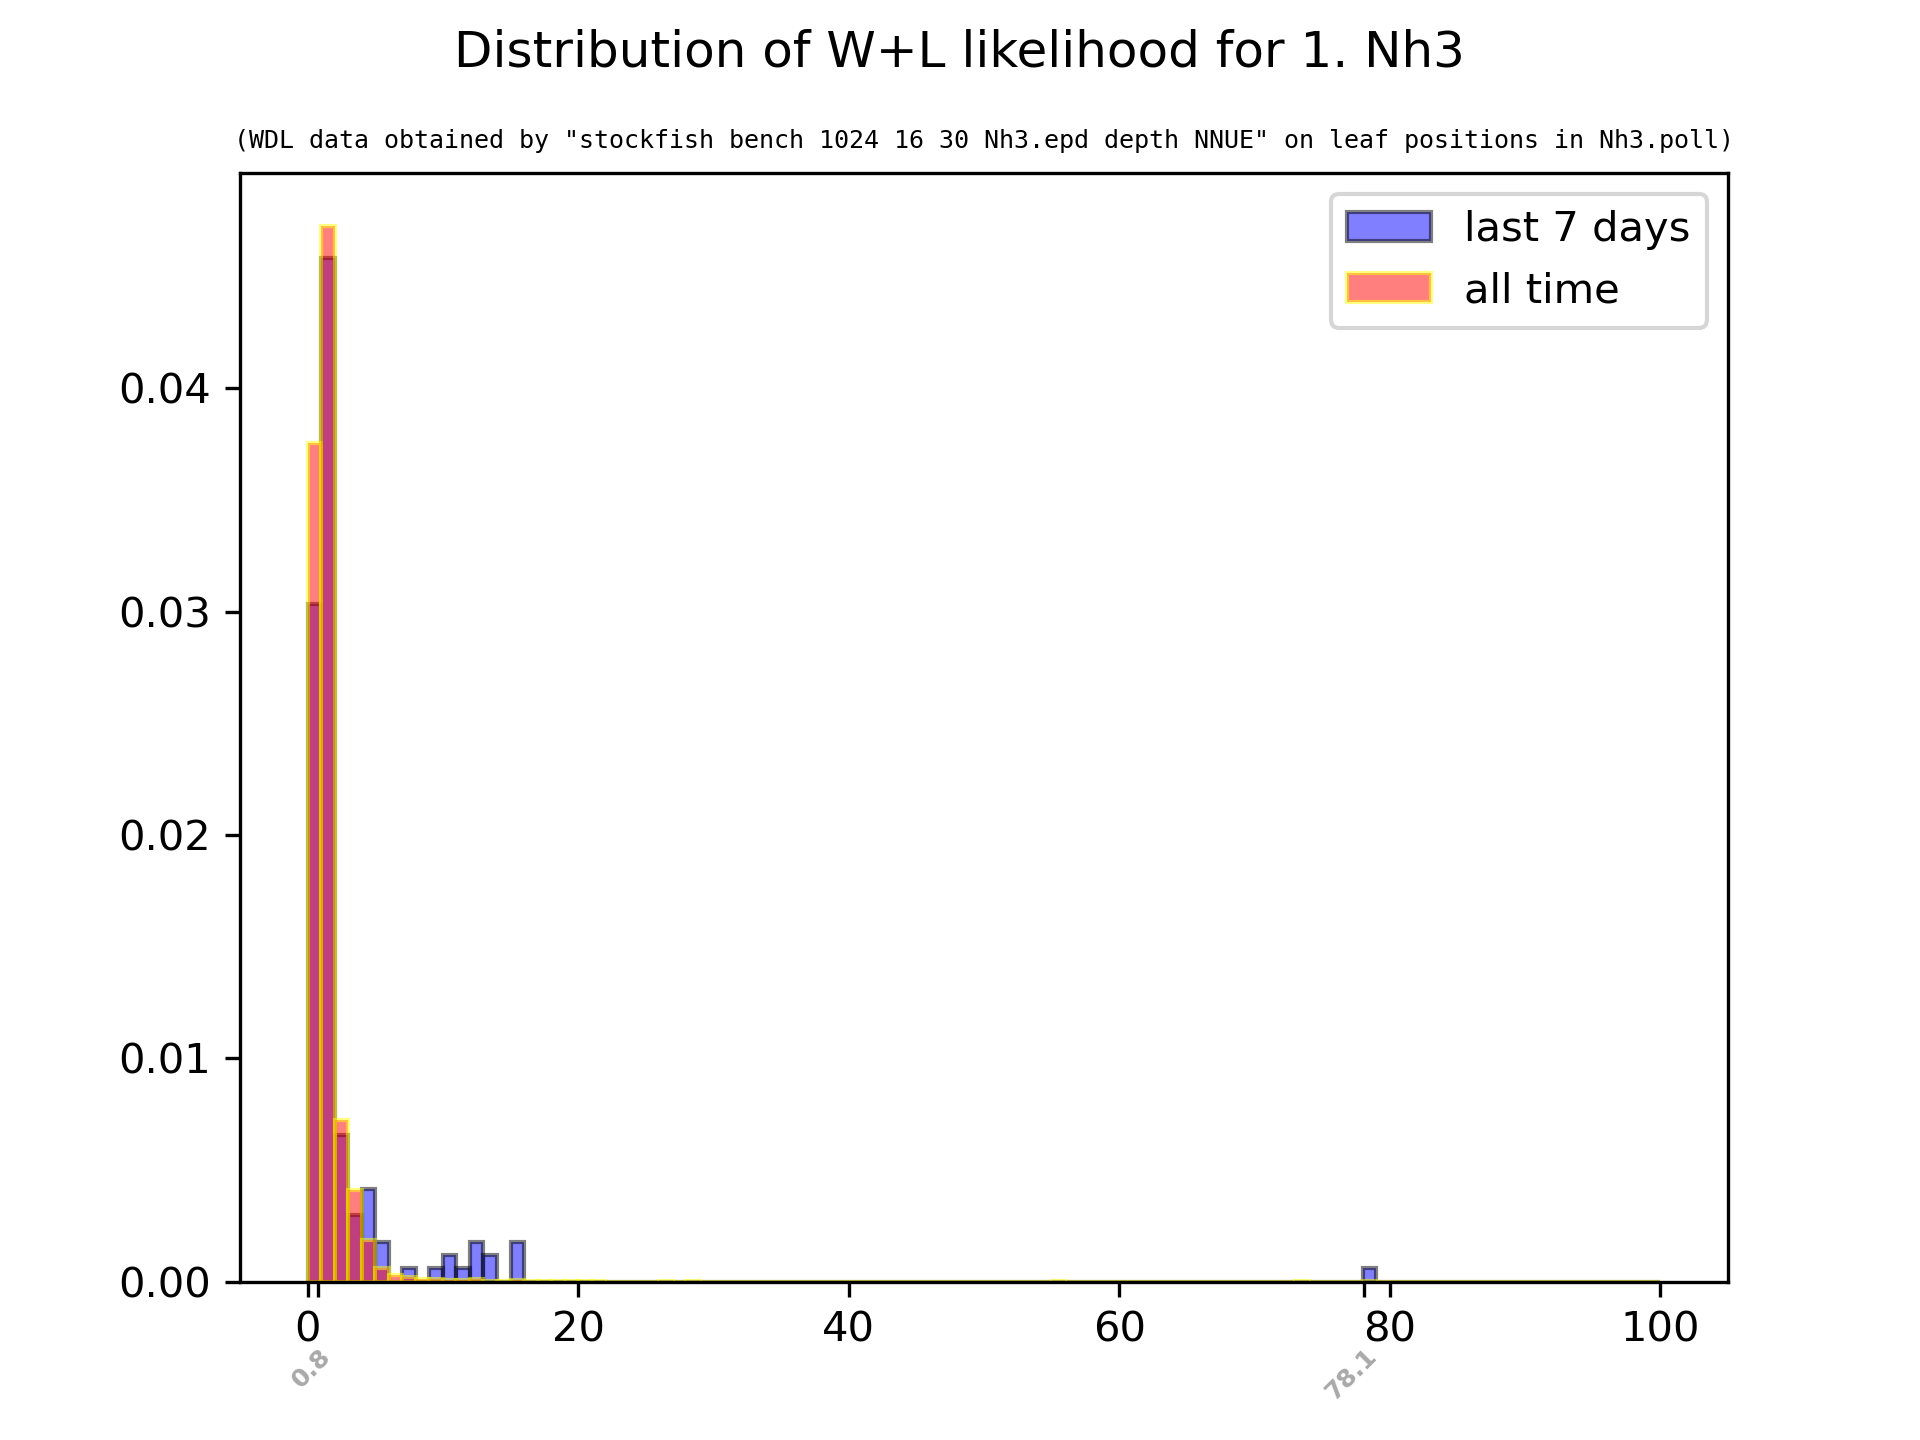 Distribution of W+L likelihood for 1. Nh3
(WDL data obtained by "stockfish bench 1024 16 30 Nh3.epd depth NNUE" on leaf positions in Nh3.poll)
last 7 days
all time
0.04
0.03
0.02
0.01
0.00
0 20 40 60 80 100
0.8 78.1